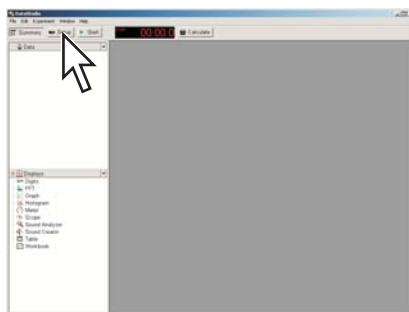 DataStudio
File Edit Experiment Window Help
Summary Setup Start 00:00.0 Calculate
Data
Displays
Digits
FFT
Graph
Histogram
Meter
Scope
Sound Analyzer
Sound Creator
Table
Workbook